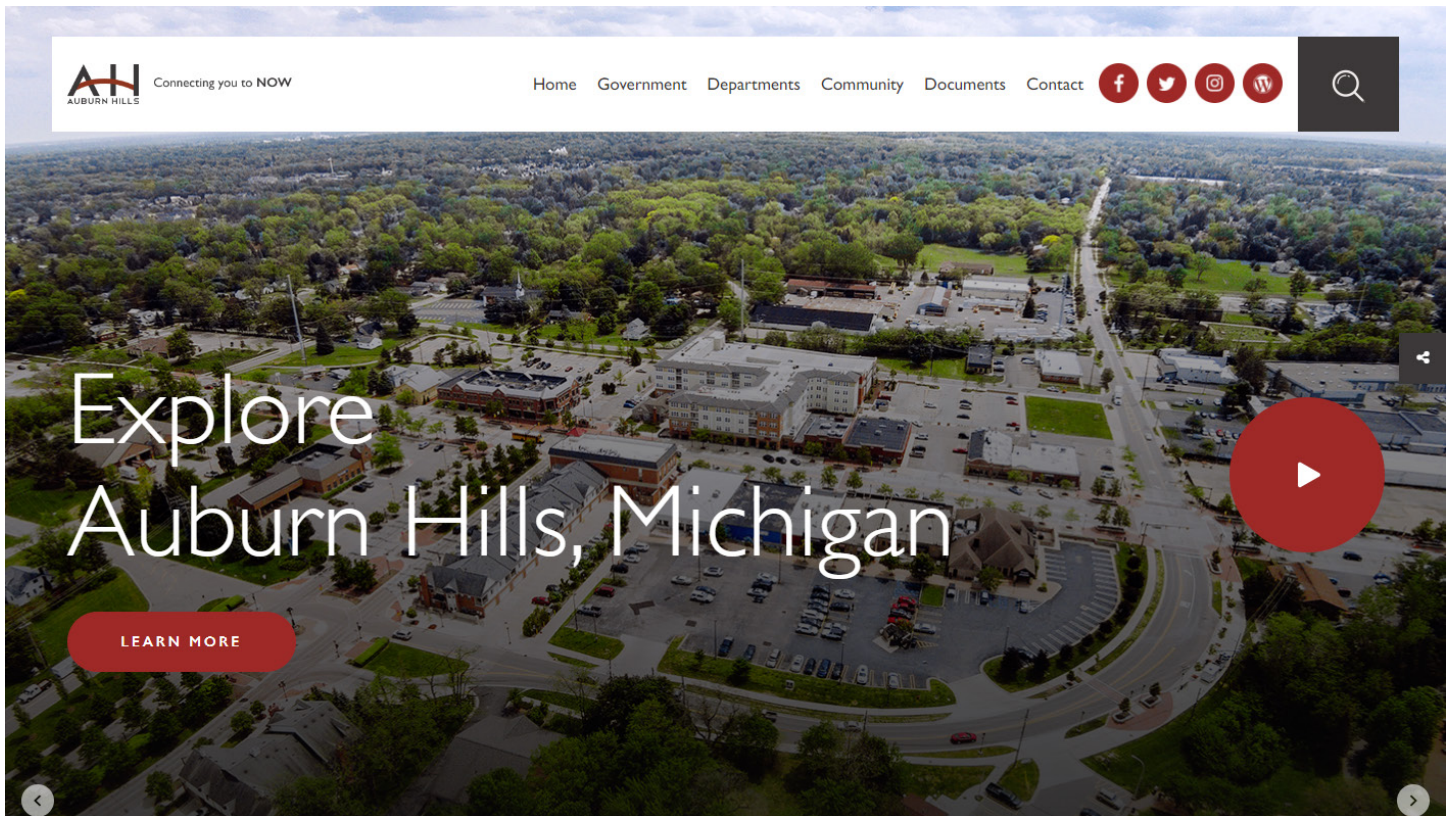 AH
AUBURN HILLS
Connecting you to NOW
Home Government Departments Community Documents Contact
Explore
Auburn Hills, Michigan
LEARN MORE